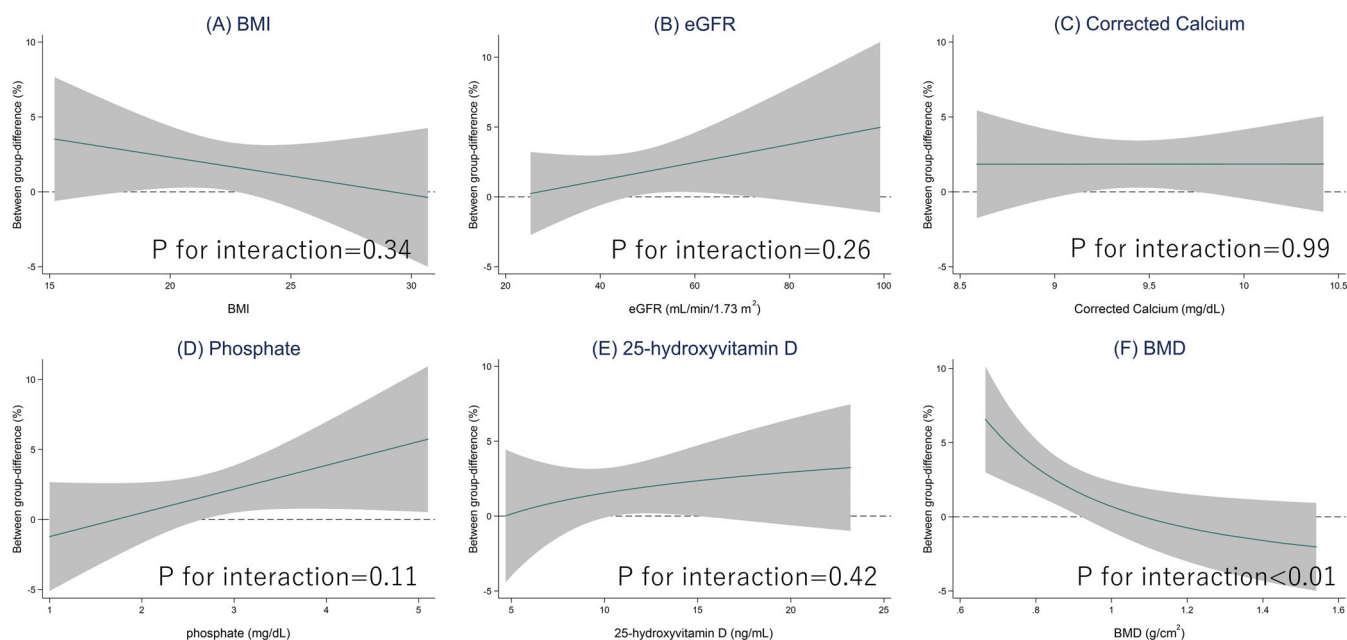 (A) BMI
Between group-difference (%)
10
5
0
-5
15
20
25
30
BMI
P for interaction=0.34
(B) eGFR
Between group-difference (%)
10
5
0
-5
20
40
60
80
100
eGFR (mL/min/1.73 m²)
P for interaction=0.26
(C) Corrected Calcium
Between group-difference (%)
10
5
0
-5
8.5
9
9.5
10
10.5
Corrected Calcium (mg/dL)
P for interaction=0.99
(D) Phosphate
Between group-difference (%)
10
5
0
-5
1
2
3
4
5
phosphate (mg/dL)
P for interaction=0.11
(E) 25-hydroxyvitamin D
Between group-difference (%)
10
5
0
-5
5
10
15
20
25
25-hydroxyvitamin D (ng/mL)
P for interaction=0.42
(F) BMD
Between group-difference (%)
10
5
0
-5
.6
.8
1
1.2
1.4
1.6
BMD (g/cm²)
P for interaction<0.01